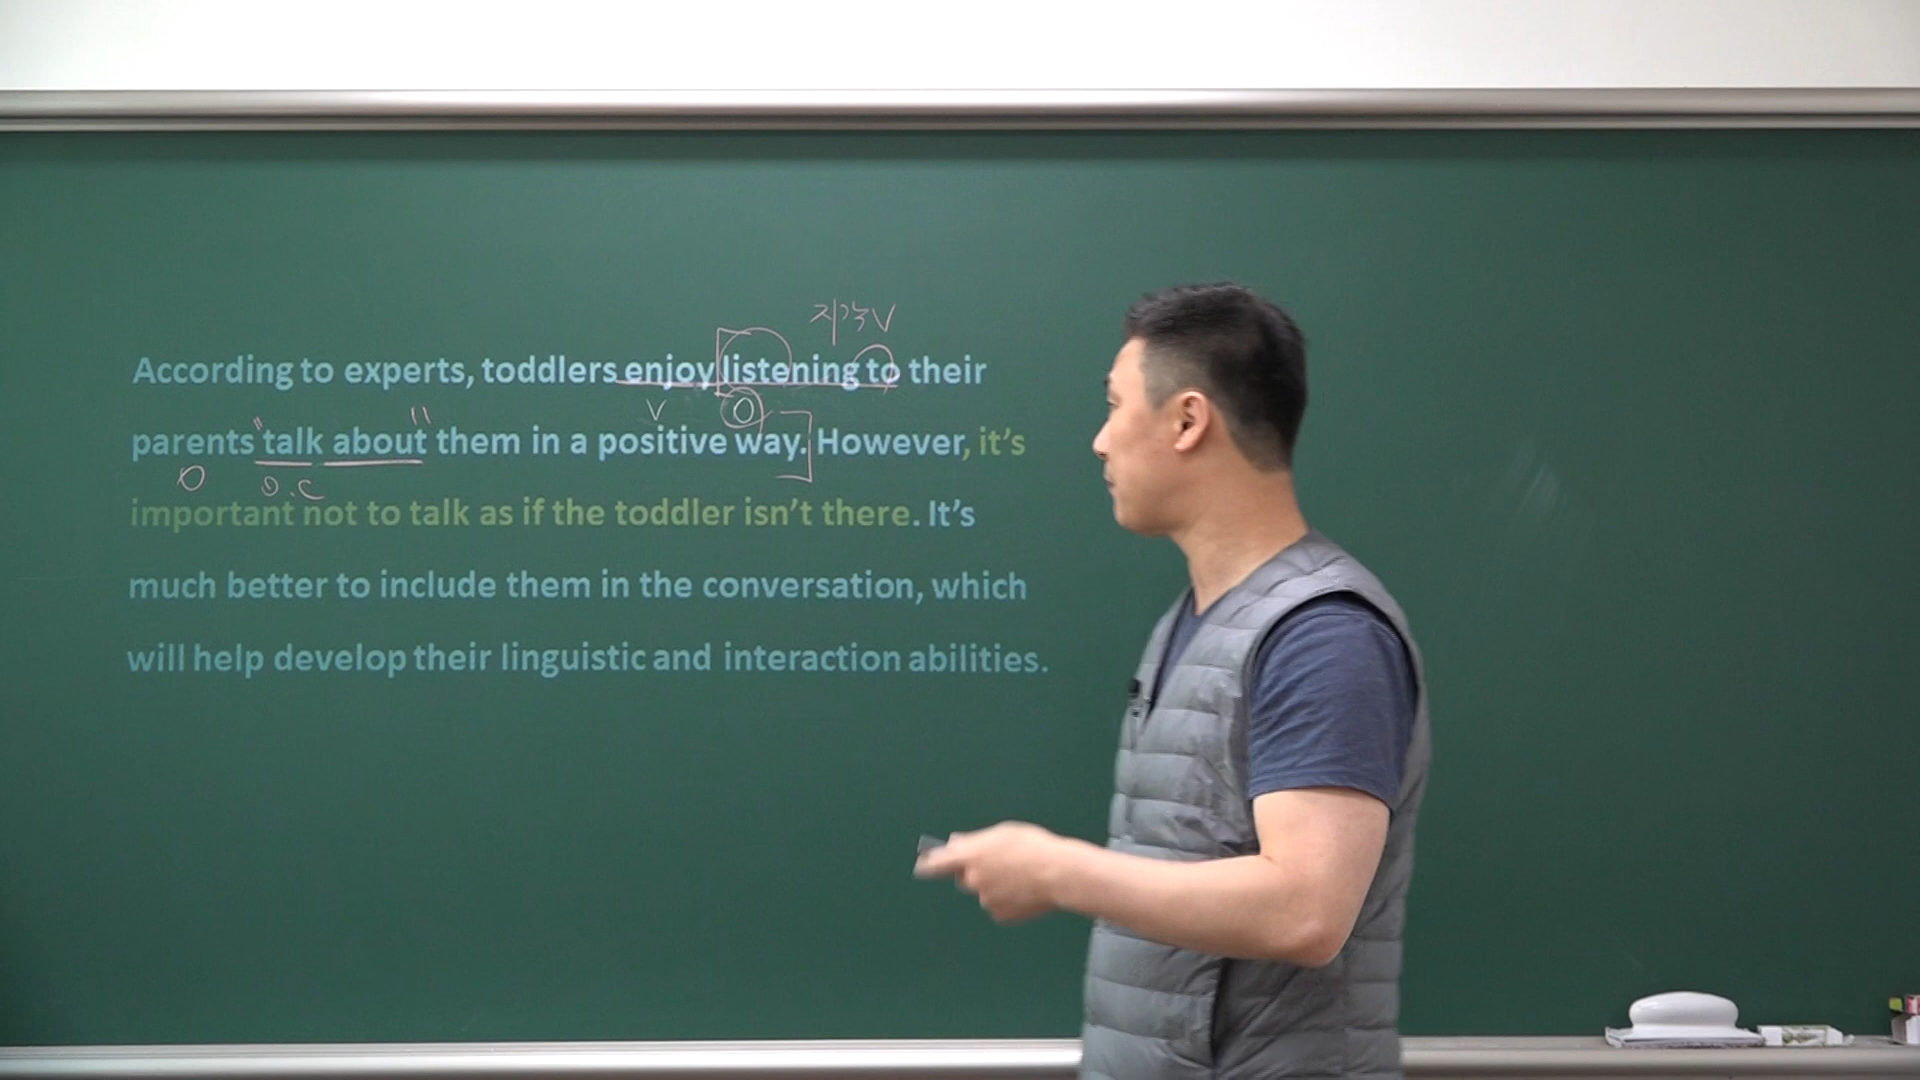 지각V
According to experts, toddlers enjoy listening to their
V O
parents "talk about" them in a positive way. However, it's
O O.C
important not to talk as if the toddler isn't there. It's
much better to include them in the conversation, which
will help develop their linguistic and interaction abilities.